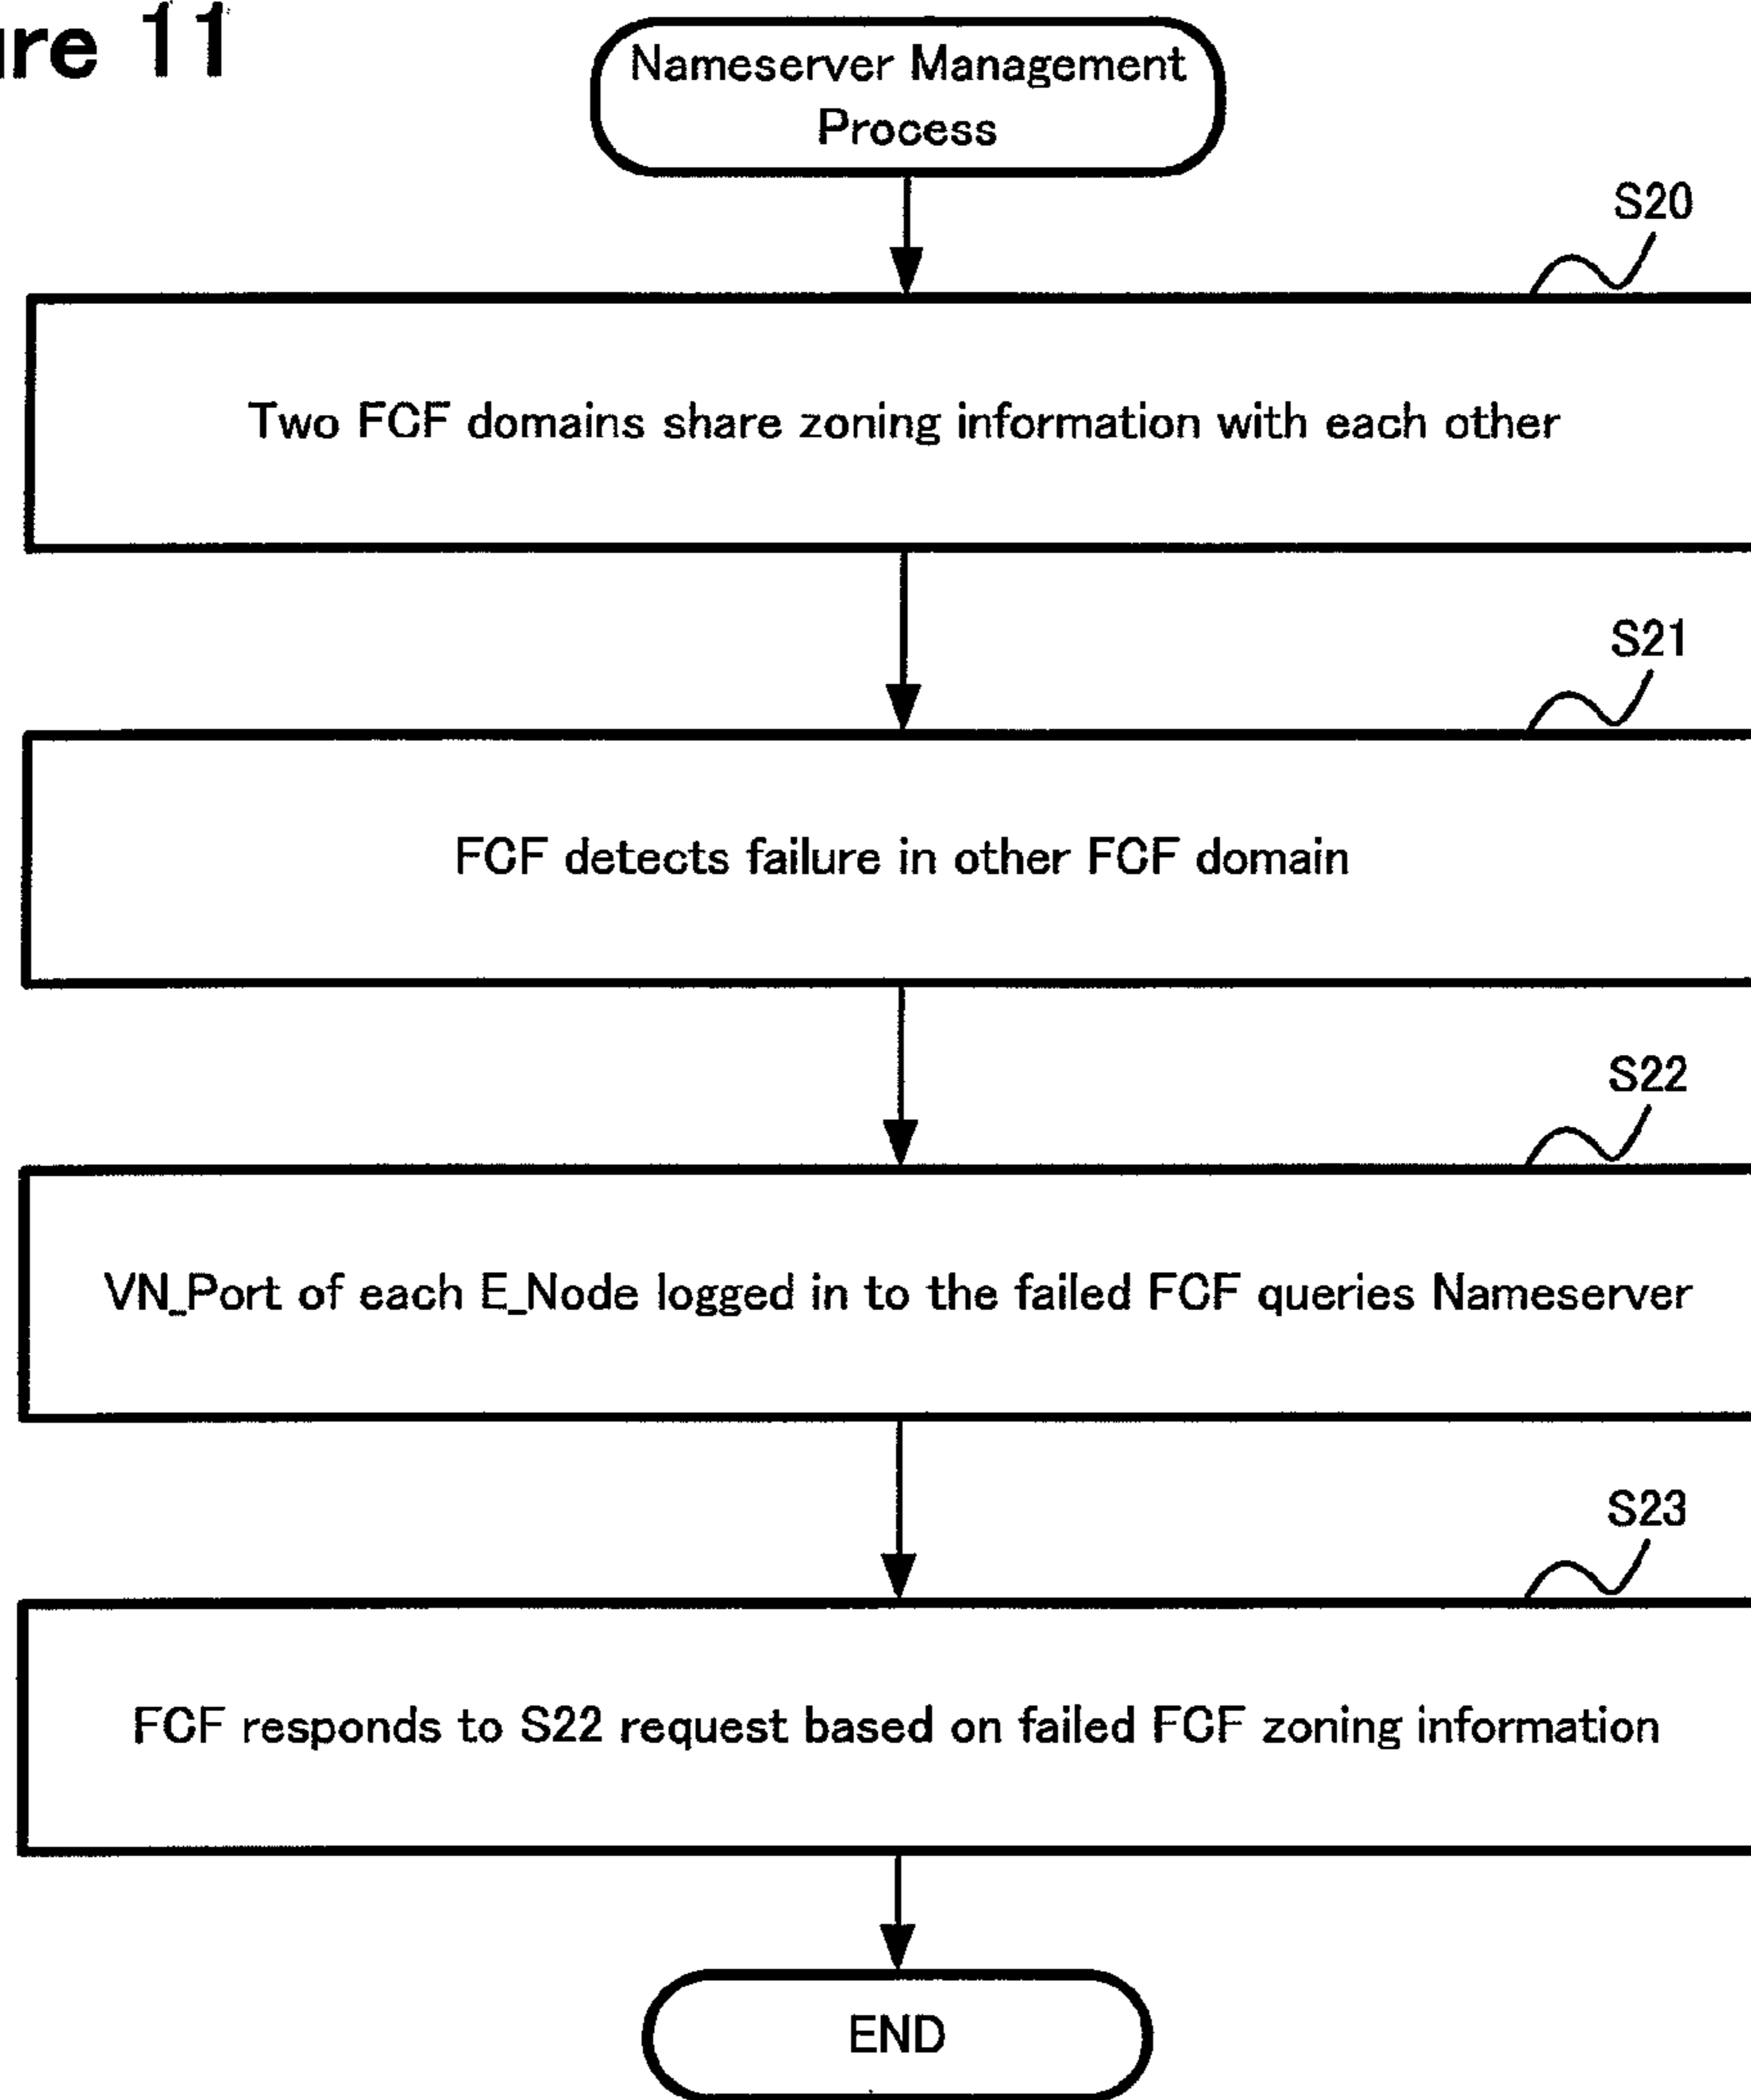 re 11
Nameserver Management
Process
S20
Two FCF domains share zoning information with each other
S21
FCF detects failure in other FCF domain
S22
VN_Port of each E_Node logged in to the failed FCF queries Nameserver
S23
FCF responds to S22 request based on failed FCF zoning information
END